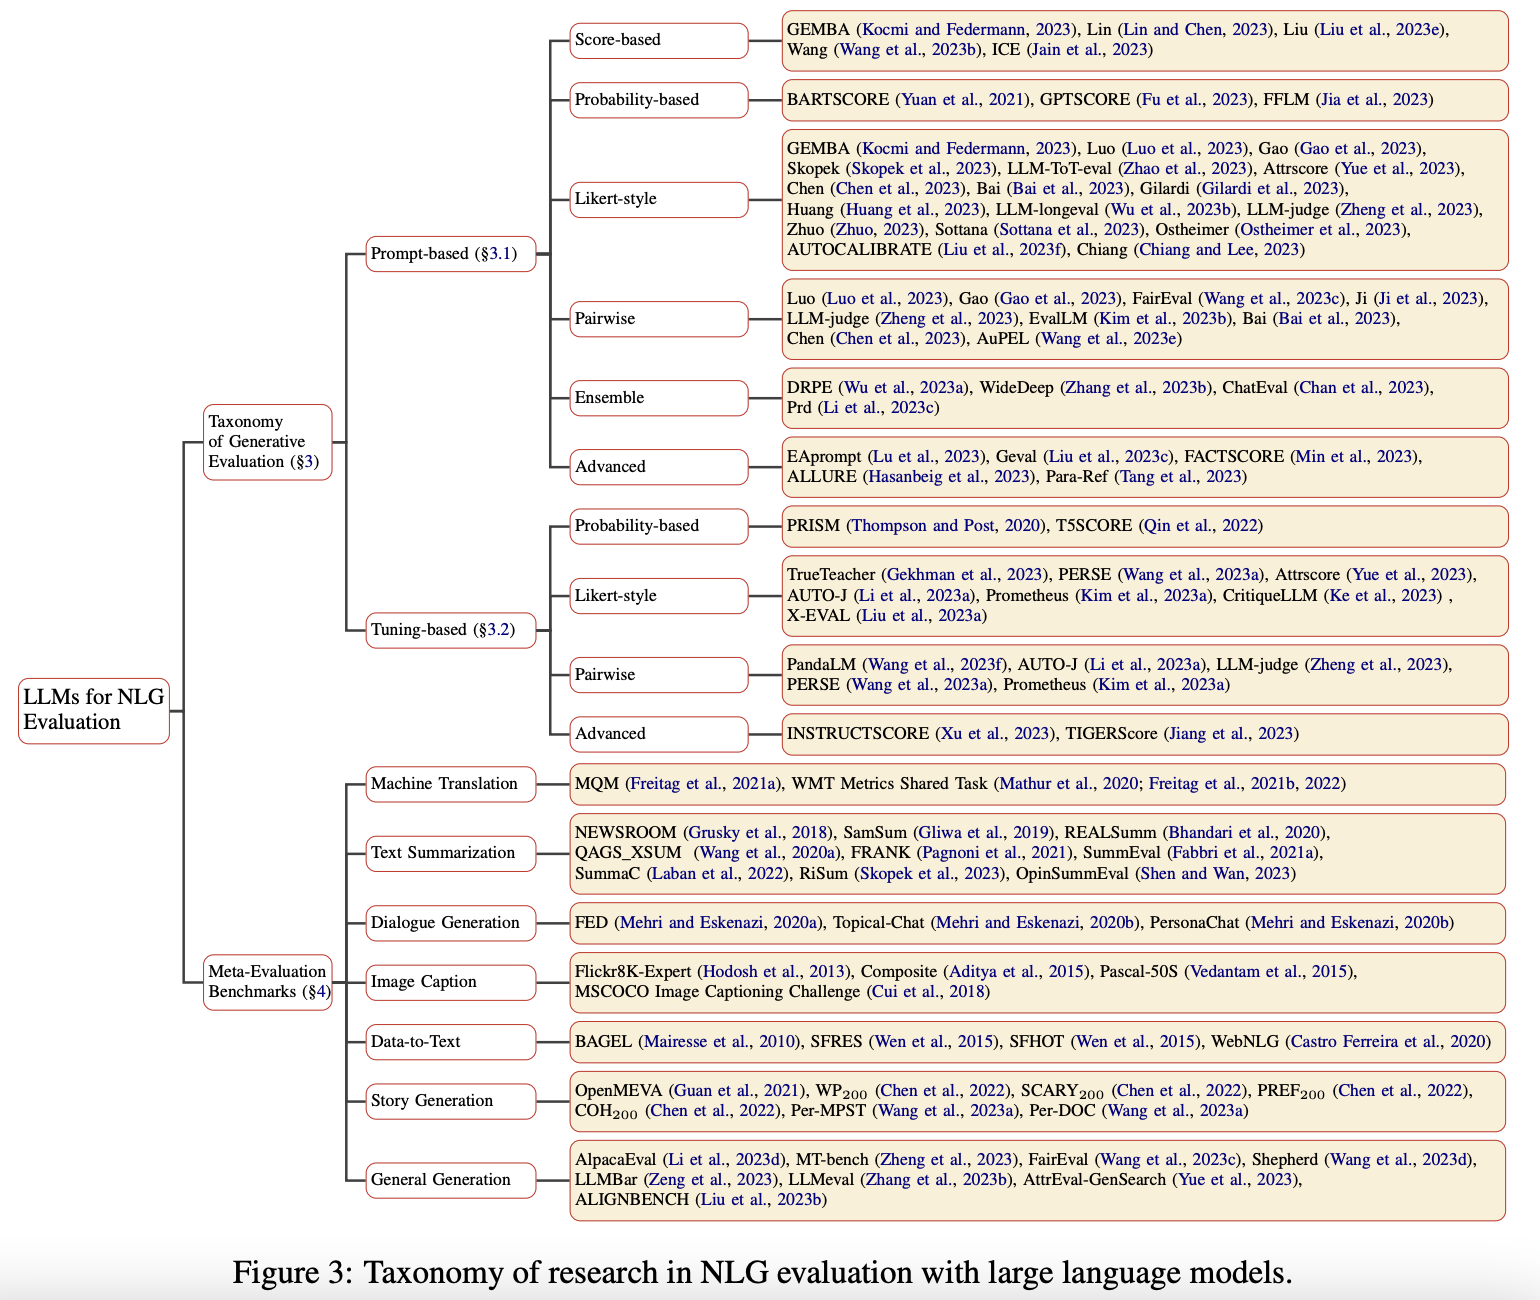 LLMs for NLG
Evaluation
Taxonomy
of Generative
Evaluation (§3)
Prompt-based (§3.1)
Score-based
GEMBA (Kocmi and Federmann, 2023), Lin (Lin and Chen, 2023), Liu (Liu et al., 2023e),
Wang (Wang et al., 2023b), ICE (Jain et al., 2023)
Probability-based
BARTSCORE (Yuan et al., 2021), GPTSCORE (Fu et al., 2023), FFLM (Jia et al., 2023)
Likert-style
GEMBA (Kocmi and Federmann, 2023), Luo (Luo et al., 2023), Gao (Gao et al., 2023),
Skopek (Skopek et al., 2023), LLM-ToT-eval (Zhao et al., 2023), Attrscore (Yue et al., 2023),
Chen (Chen et al., 2023), Bai (Bai et al., 2023), Gilardi (Gilardi et al., 2023),
Huang (Huang et al., 2023), LLM-longeval (Wu et al., 2023b), LLM-judge (Zheng et al., 2023),
Zhuo (Zhuo, 2023), Sottana (Sottana et al., 2023), Ostheimer (Ostheimer et al., 2023),
AUTOCALIBRATE (Liu et al., 2023f), Chiang (Chiang and Lee, 2023)
Pairwise
Luo (Luo et al., 2023), Gao (Gao et al., 2023), FairEval (Wang et al., 2023c), Ji (Ji et al., 2023),
LLM-judge (Zheng et al., 2023), EvalLM (Kim et al., 2023b), Bai (Bai et al., 2023),
Chen (Chen et al., 2023), AuPEL (Wang et al., 2023e)
Ensemble
DRPE (Wu et al., 2023a), WideDeep (Zhang et al., 2023b), ChatEval (Chan et al., 2023),
Prd (Li et al., 2023c)
Advanced
EAprompt (Lu et al., 2023), Geval (Liu et al., 2023c), FACTSCORE (Min et al., 2023),
ALLURE (Hasanbeig et al., 2023), Para-Ref (Tang et al., 2023)
Tuning-based (§3.2)
Probability-based
PRISM (Thompson and Post, 2020), T5SCORE (Qin et al., 2022)
Likert-style
TrueTeacher (Gekhman et al., 2023), PERSE (Wang et al., 2023a), Attrscore (Yue et al., 2023),
AUTO-J (Li et al., 2023a), Prometheus (Kim et al., 2023a), CritiqueLLM (Ke et al., 2023) ,
X-EVAL (Liu et al., 2023a)
Pairwise
PandaLM (Wang et al., 2023f), AUTO-J (Li et al., 2023a), LLM-judge (Zheng et al., 2023),
PERSE (Wang et al., 2023a), Prometheus (Kim et al., 2023a)
Advanced
INSTRUCTSCORE (Xu et al., 2023), TIGERScore (Jiang et al., 2023)
Meta-Evaluation
Benchmarks (§4)
Machine Translation
MQM (Freitag et al., 2021a), WMT Metrics Shared Task (Mathur et al., 2020; Freitag et al., 2021b, 2022)
Text Summarization
NEWSROOM (Grusky et al., 2018), SamSum (Gliwa et al., 2019), REALSumm (Bhandari et al., 2020),
QAGS_XSUM (Wang et al., 2020a), FRANK (Pagnoni et al., 2021), SummEval (Fabbri et al., 2021a),
SummaC (Laban et al., 2022), RiSum (Skopek et al., 2023), OpinSummEval (Shen and Wan, 2023)
Dialogue Generation
FED (Mehri and Eskenazi, 2020a), Topical-Chat (Mehri and Eskenazi, 2020b), PersonaChat (Mehri and Eskenazi, 2020b)
Image Caption
Flickr8K-Expert (Hodosh et al., 2013), Composite (Aditya et al., 2015), Pascal-50S (Vedantam et al., 2015),
MSCOCO Image Captioning Challenge (Cui et al., 2018)
Data-to-Text
BAGEL (Mairesse et al., 2010), SFRES (Wen et al., 2015), SFHOT (Wen et al., 2015), WebNLG (Castro Ferreira et al., 2020)
Story Generation
OpenMEVA (Guan et al., 2021), WP₂₀₀ (Chen et al., 2022), SCARY₂₀₀ (Chen et al., 2022), PREF₂₀₀ (Chen et al., 2022),
COH₂₀₀ (Chen et al., 2022), Per-MPST (Wang et al., 2023a), Per-DOC (Wang et al., 2023a)
General Generation
AlpacaEval (Li et al., 2023d), MT-bench (Zheng et al., 2023), FairEval (Wang et al., 2023c), Shepherd (Wang et al., 2023d),
LLMBar (Zeng et al., 2023), LLMeval (Zhang et al., 2023b), AttrEval-GenSearch (Yue et al., 2023),
ALIGNBENCH (Liu et al., 2023b)
Figure 3: Taxonomy of research in NLG evaluation with large language models.